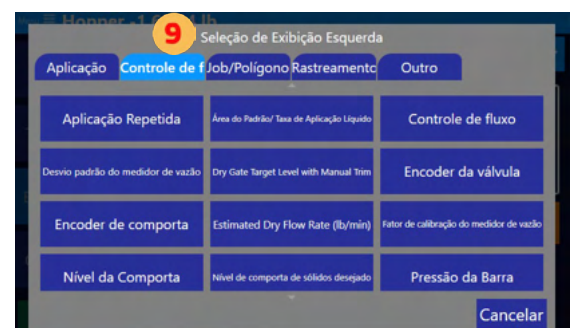 Hopper -1
lb
9
Seleção de Exibição Esquerda
Aplicação Controle de f Job/Polígono Rastreamento Outro
Aplicação Repetida Área do Padrão/ Taxa de Aplicação Líquido Controle de fluxo
Desvio padrão do medidor de vazão Dry Gate Target Level with Manual Trim Encoder da válvula
Encoder de comporta Estimated Dry Flow Rate (lb/min) Fator de calibração do medidor de vazão
Nível da Comporta Nível de comporta de sólidos desejado Pressão da Barra
Cancelar